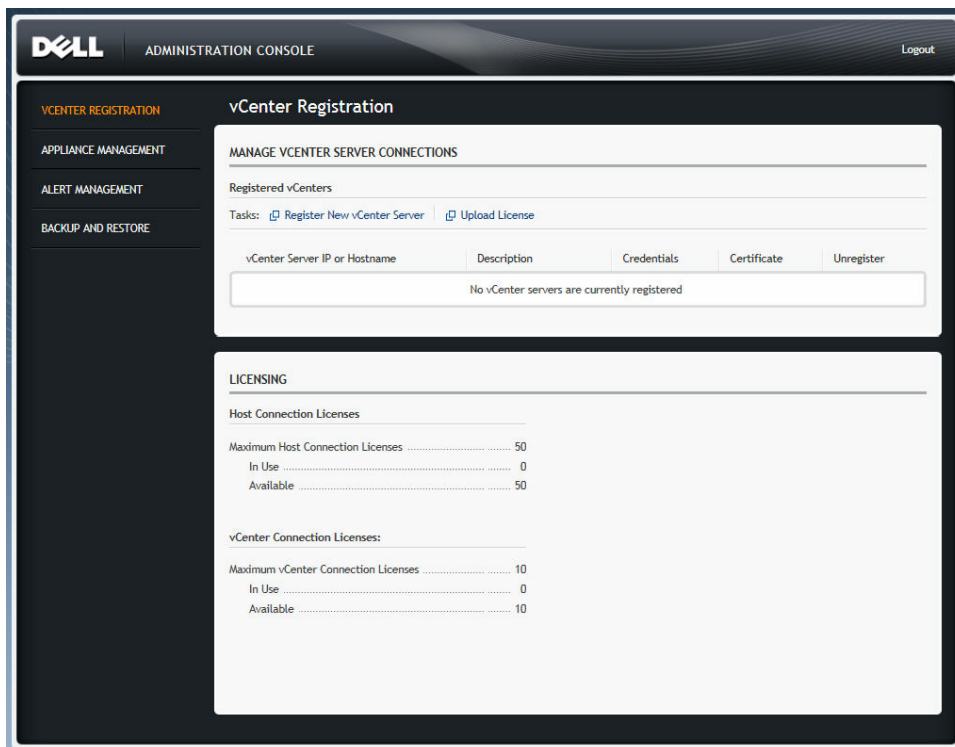 DELL ADMINISTRATION CONSOLE Logout
VCENTER REGISTRATION
APPLIANCE MANAGEMENT
ALERT MANAGEMENT
BACKUP AND RESTORE
vCenter Registration
MANAGE VCENTER SERVER CONNECTIONS
Registered vCenters
Tasks: Register New vCenter Server Upload License
vCenter Server IP or Hostname Description Credentials Certificate Unregister
No vCenter servers are currently registered
LICENSING
Host Connection Licenses
Maximum Host Connection Licenses 50
In Use 0
Available 50
vCenter Connection Licenses:
Maximum vCenter Connection Licenses 10
In Use 0
Available 10